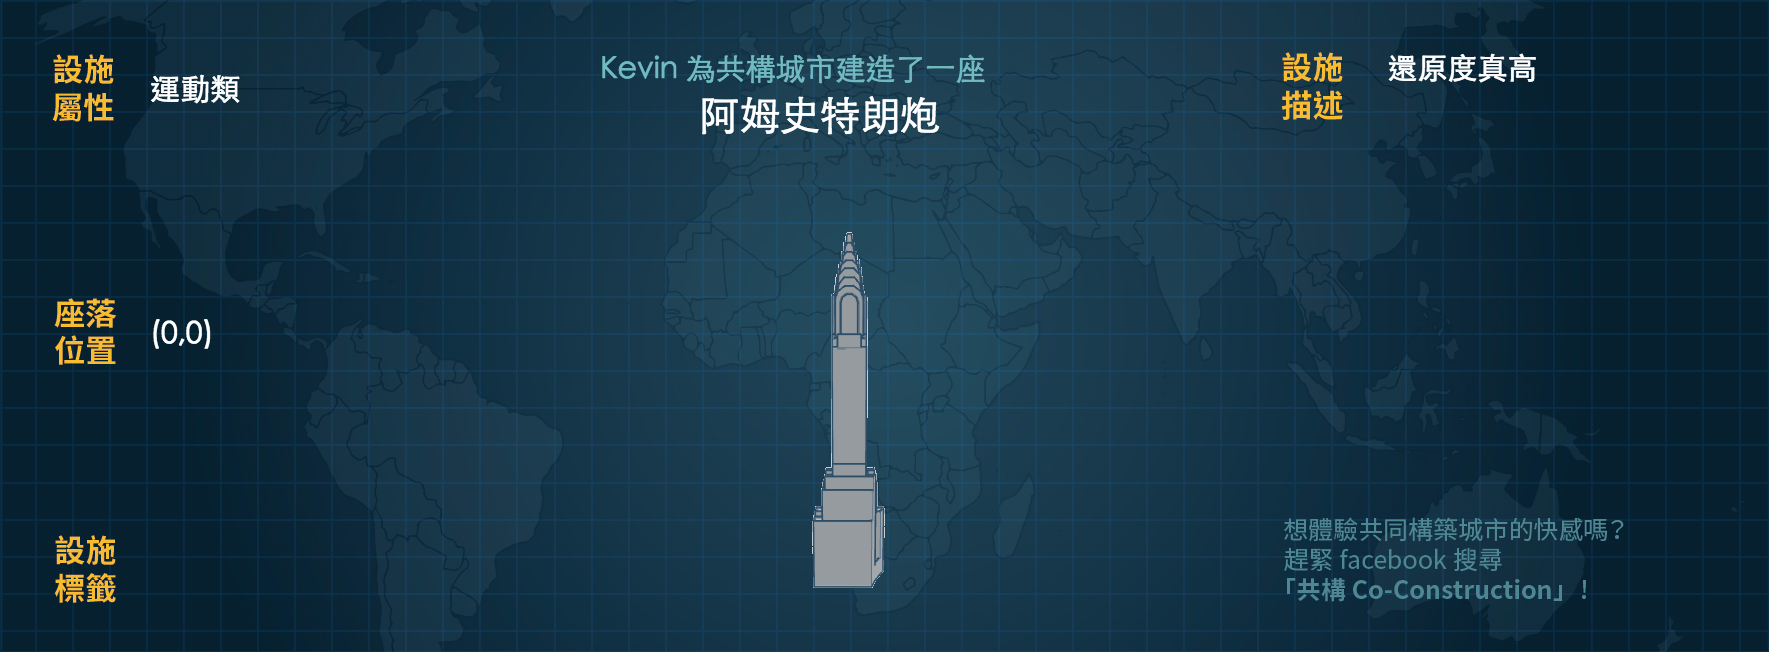 設施
屬性
運動類
Kevin 為共構城市建造了一座
阿姆史特朗炮
設施
描述
還原度真高
座落
位置
(0,0)
設施
標籤
想體驗共同構築城市的快感嗎？
趕緊 facebook 搜尋
「共構 Co-Construction」！